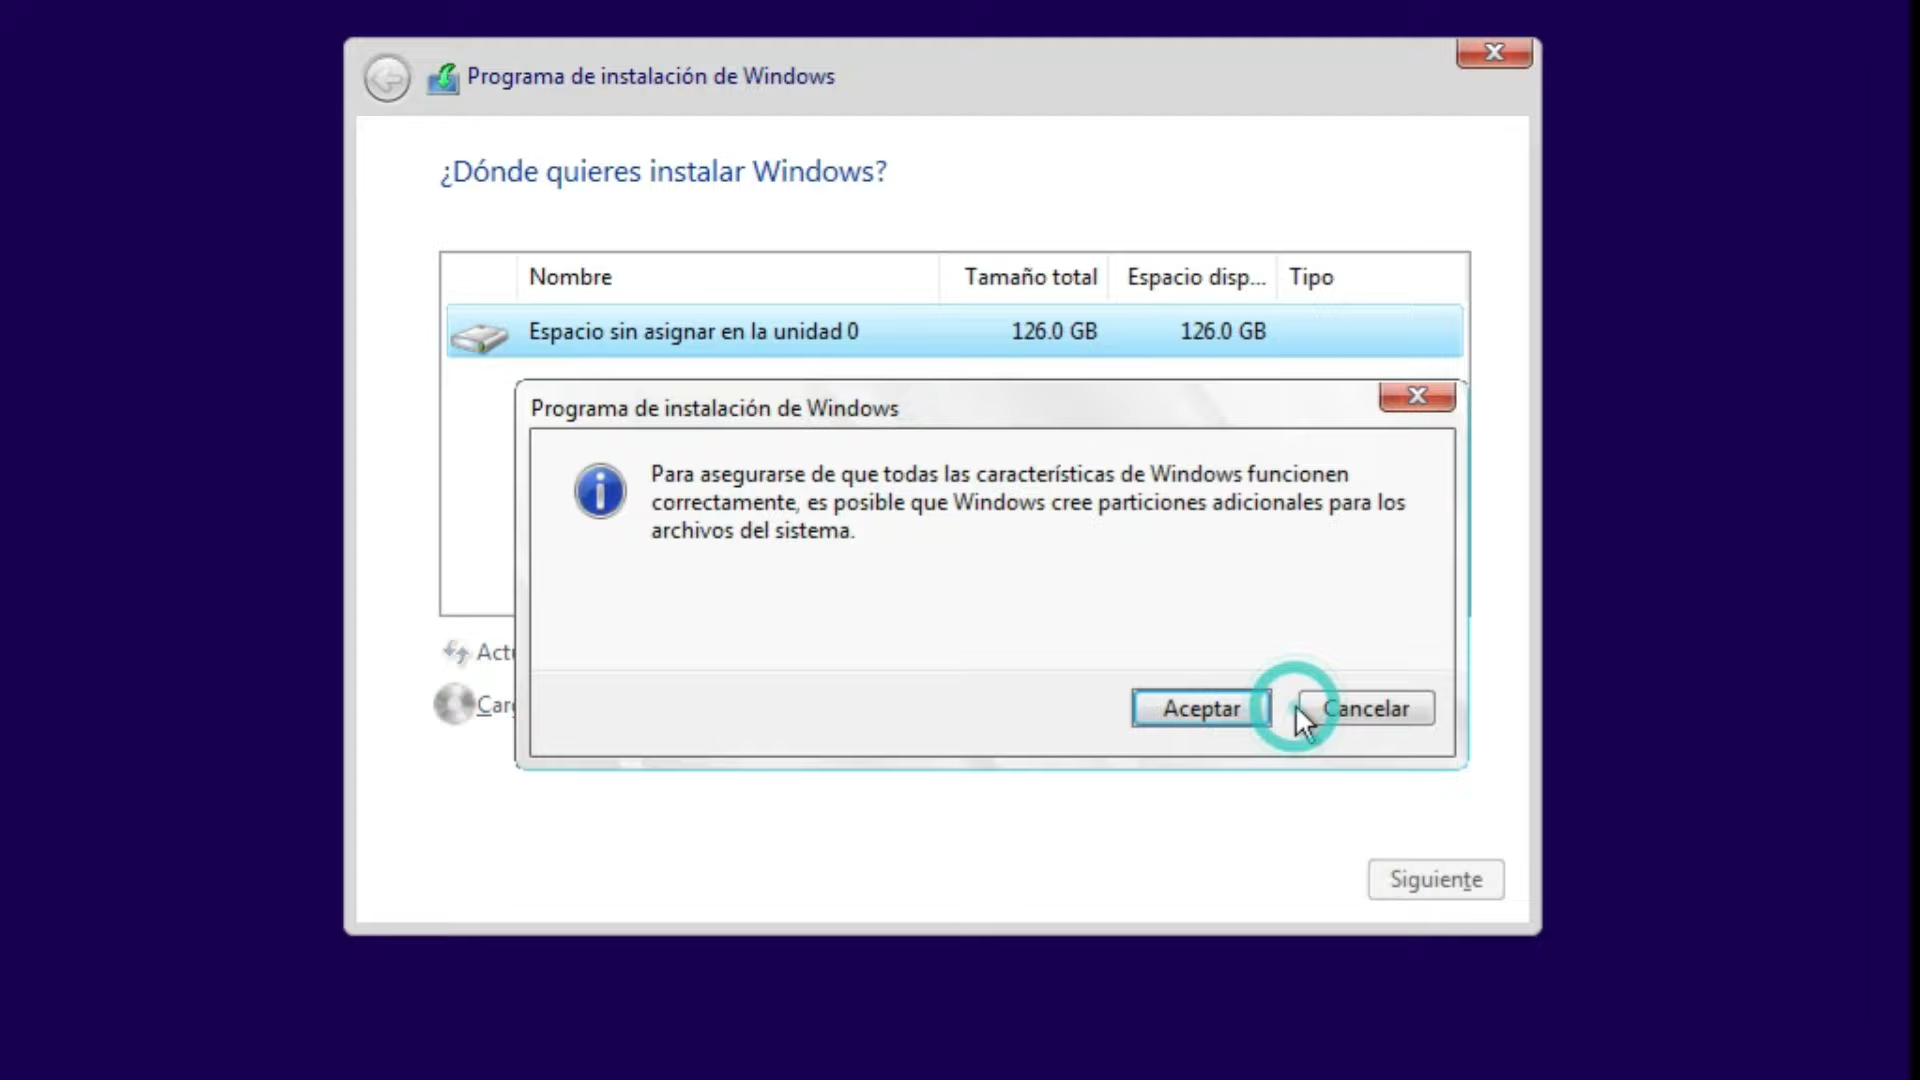 Programa de instalación de Windows
¿Dónde quieres instalar Windows?
Nombre Tamaño total Espacio disp... Tipo
Espacio sin asignar en la unidad 0 126.0 GB 126.0 GB
Programa de instalación de Windows
Para asegurarse de que todas las características de Windows funcionen
correctamente, es posible que Windows cree particiones adicionales para los
archivos del sistema.
Actu
Carg
Aceptar Cancelar
Siguiente